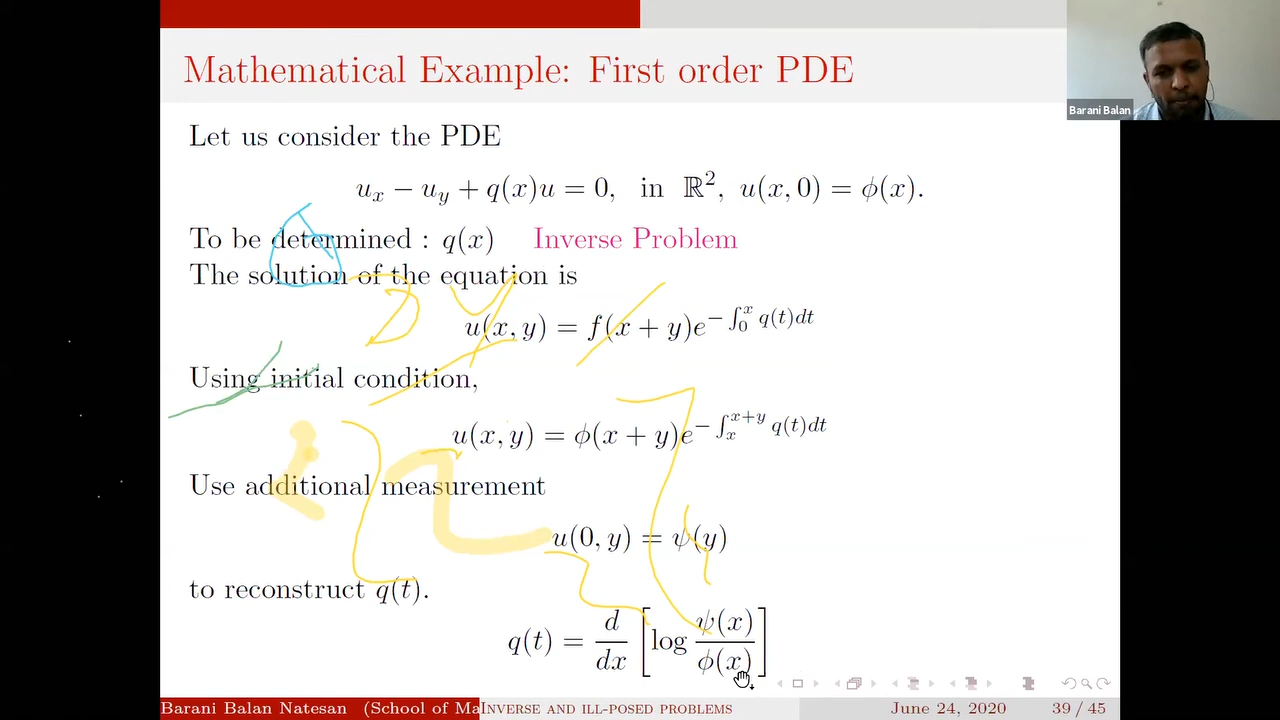 Mathematical Example: First order PDE
Barani Balan
Let us consider the PDE
uₓ − u_y + q(x)u = 0, in ℝ², u(x, 0) = ϕ(x).
To be determined : q(x) Inverse Problem
The solution of the equation is
u(x, y) = f(x + y)e^{−∫₀ˣ q(t)dt}
Using initial condition,
u(x, y) = ϕ(x + y)e^{−∫ₓ^{x+y} q(t)dt}
Use additional measurement
u(0, y) = ψ(y)
to reconstruct q(t).
q(t) = d/dx [log ψ(x)/ϕ(x)]
Barani Balan Natesan (School of Ma Inverse and ill-posed problems June 24, 2020 39 / 45